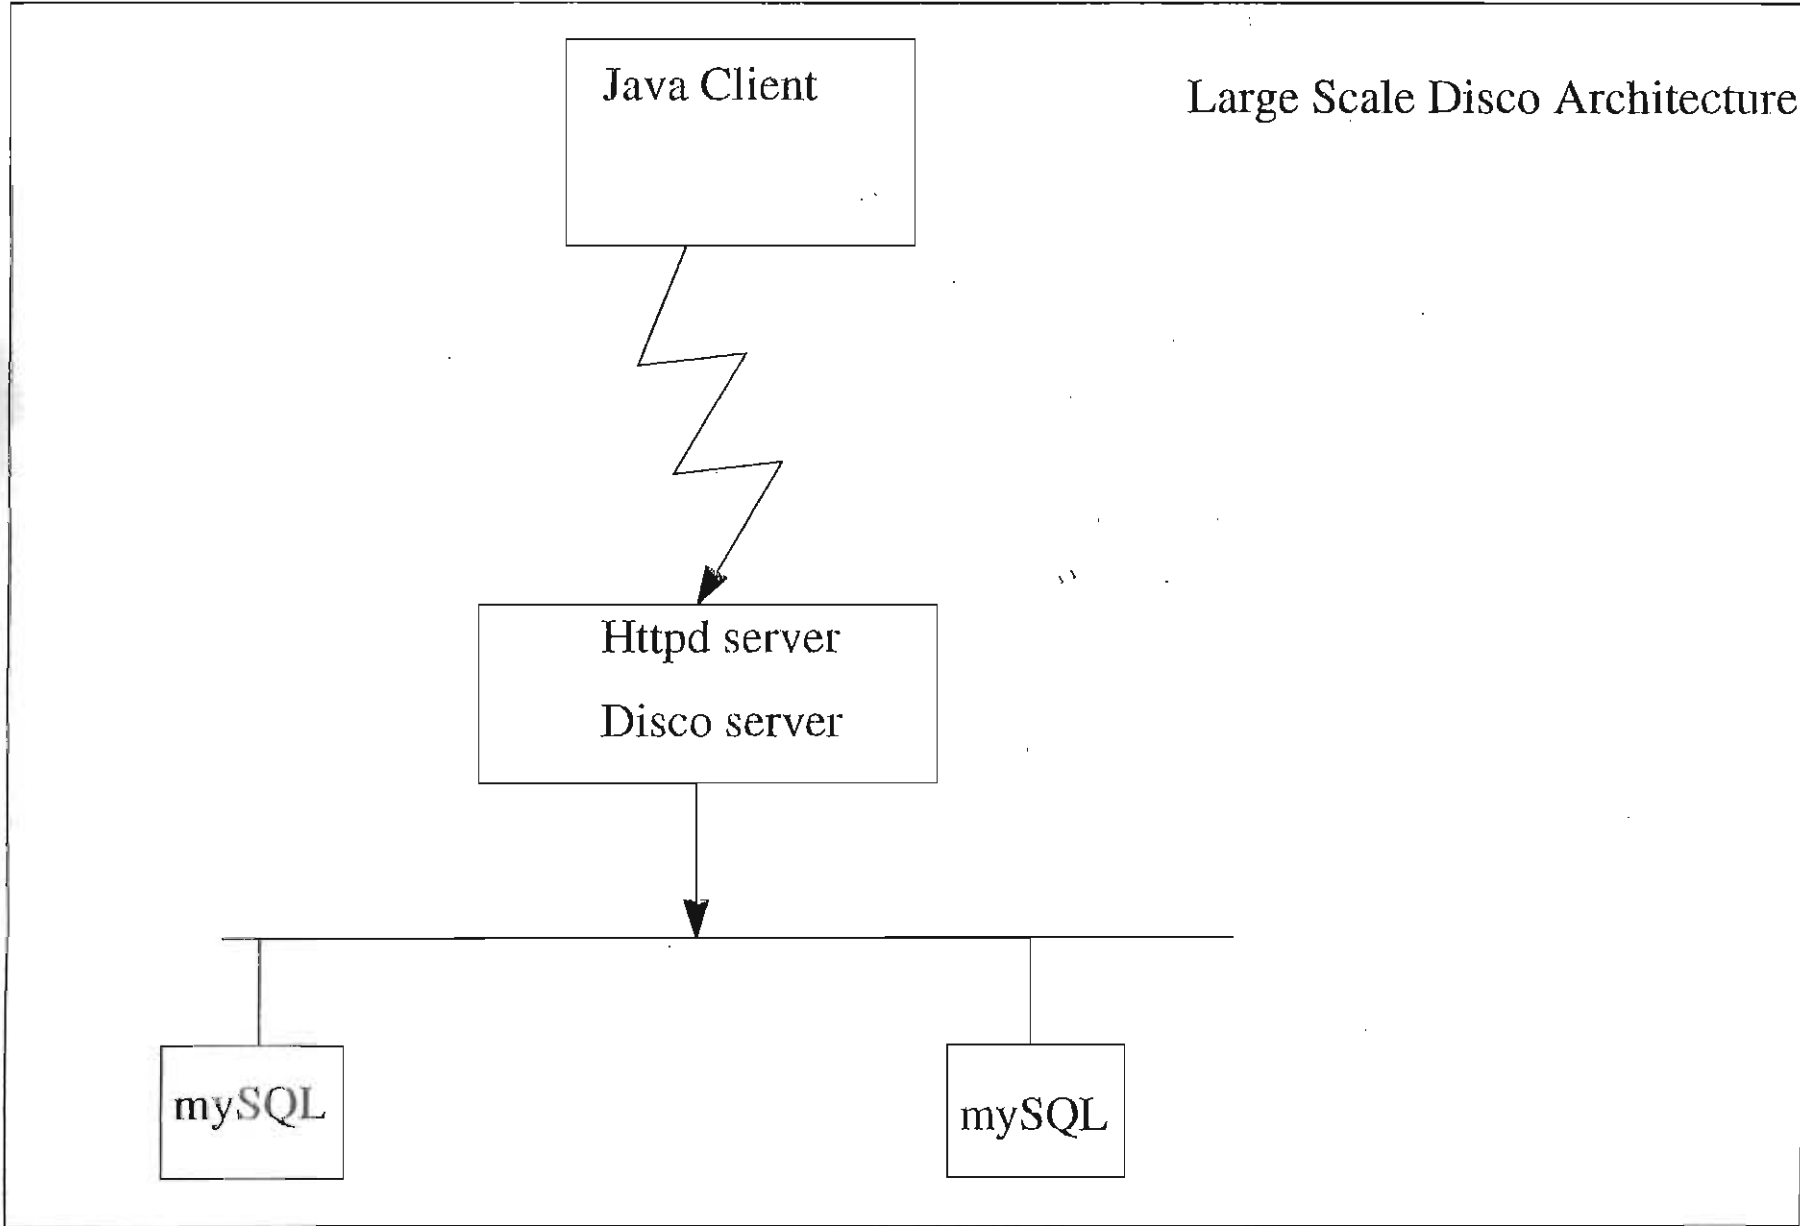 Java Client
Large Scale Disco Architecture
Httpd server
Disco server
mySQL
mySQL